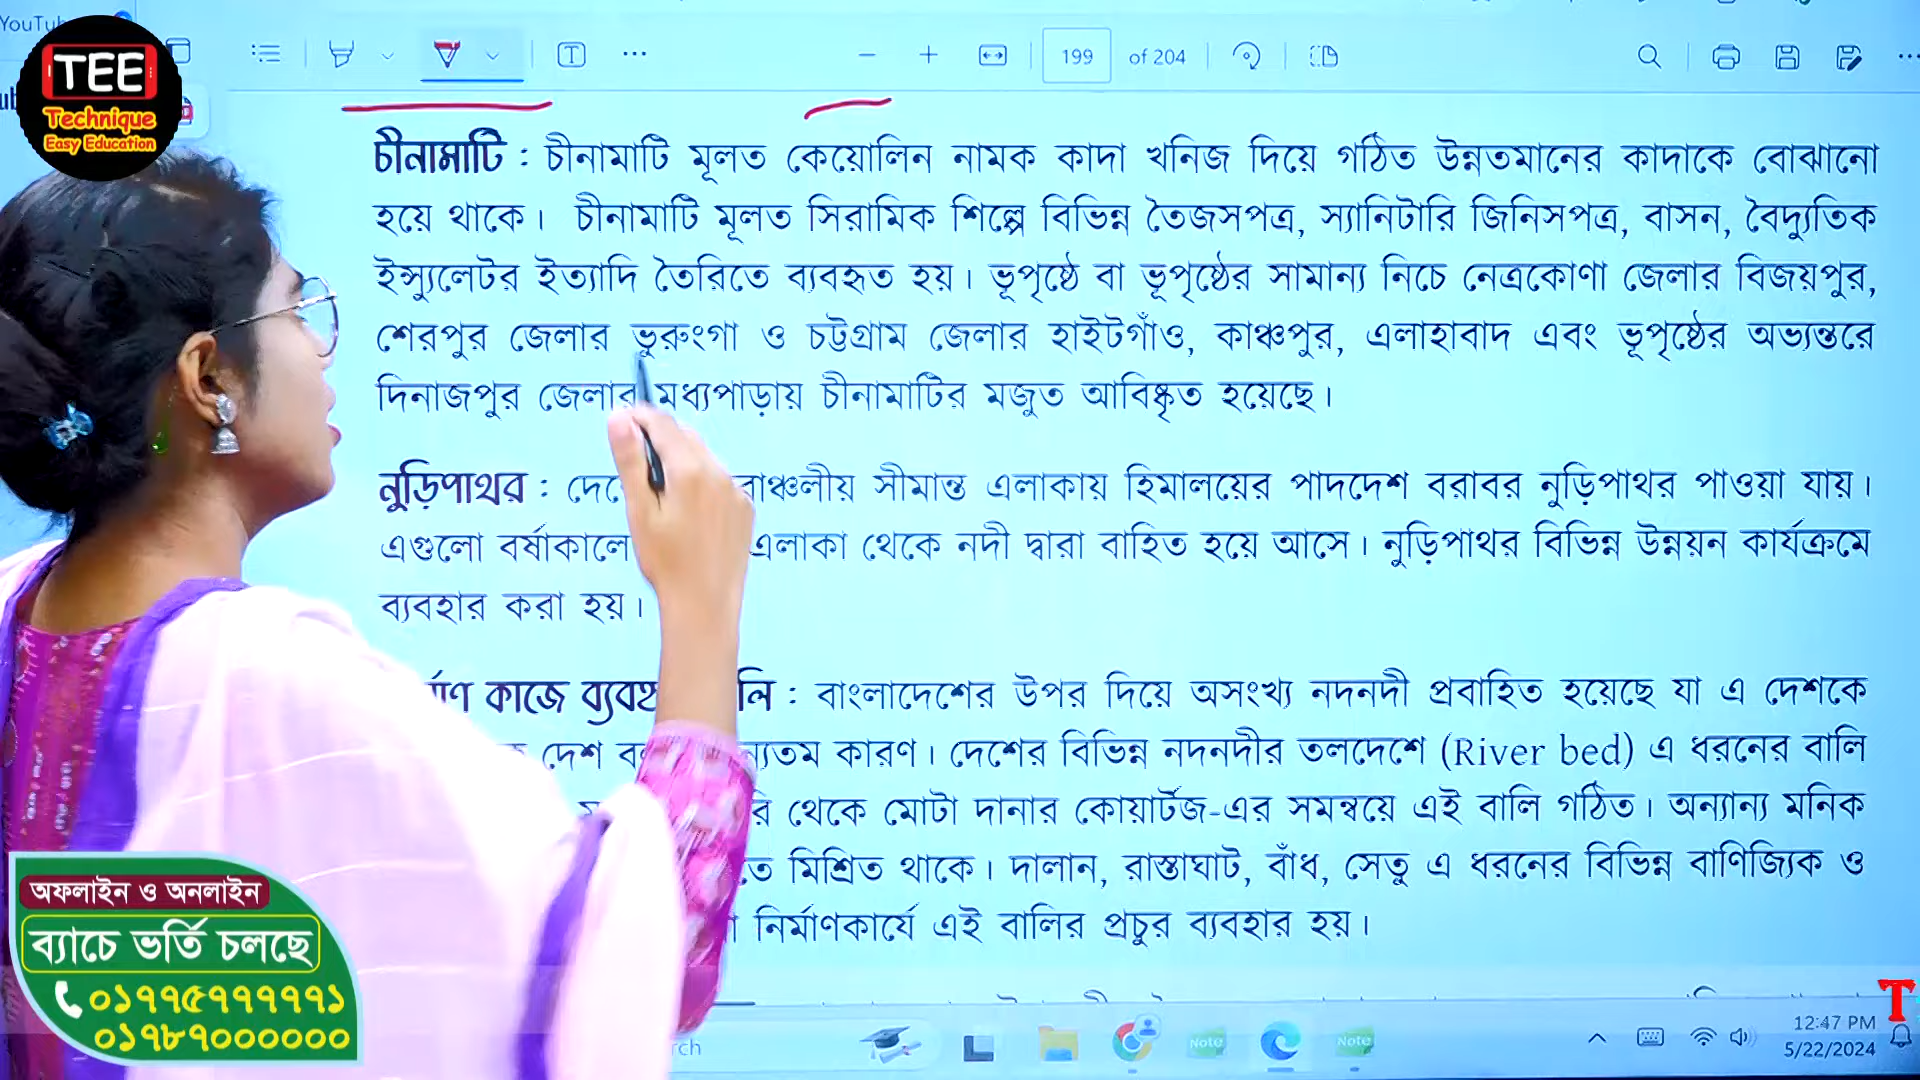 YouTu
TEE
Technique
Easy Education
199 of 204
চীনামাটি : চীনামাটি মূলত কেয়োলিন নামক কাদা খনিজ দিয়ে গঠিত উন্নতমানের কাদাকে বোঝানো
হয়ে থাকে। চীনামাটি মূলত সিরামিক শিল্পে বিভিন্ন তৈজসপত্র, স্যানিটারি জিনিসপত্র, বাসন, বৈদ্যুতিক
ইন্স্যুলেটর ইত্যাদি তৈরিতে ব্যবহৃত হয়। ভূপৃষ্ঠে বা ভূপৃষ্ঠের সামান্য নিচে নেত্রকোণা জেলার বিজয়পুর,
শেরপুর জেলার ভুরুংগা ও চট্টগ্রাম জেলার হাইটগাঁও, কাঞ্চপুর, এলাহাবাদ এবং ভূপৃষ্ঠের অভ্যন্তরে
দিনাজপুর জেলার মধ্যপাড়ায় চীনামাটির মজুত আবিষ্কৃত হয়েছে।
নুড়িপাথর : সীমান্ত এলাকায় হিমালয়ের পাদদেশ বরাবর নুড়িপাথর পাওয়া যায়।
এগুলো বর্ষাকালে এলাকা থেকে নদী দ্বারা বাহিত হয়ে আসে। নুড়িপাথর বিভিন্ন উন্নয়ন কার্যক্রমে
ব্যবহার করা হয়।
কাজে : বাংলাদেশের উপর দিয়ে অসংখ্য নদনদী প্রবাহিত হয়েছে যা এ দেশকে
দেশ কারণ। দেশের বিভিন্ন নদনদীর তলদেশে (River bed) এ ধরনের বালি
থেকে মোটা দানার কোয়ার্টজ-এর সমন্বয়ে এই বালি গঠিত। অন্যান্য মনিক
মিশ্রিত থাকে। দালান, রাস্তাঘাট, বাঁধ, সেতু এ ধরনের বিভিন্ন বাণিজ্যিক ও
নির্মাণকার্যে এই বালির প্রচুর ব্যবহার হয়।
অফলাইন ও অনলাইন
ব্যাচে ভর্তি চলছে
০১৭৭৫৭৭৭৭৭১
০১৭৮৭০০০০০০
rch
Note
Note
T
12:47 PM
5/22/2024